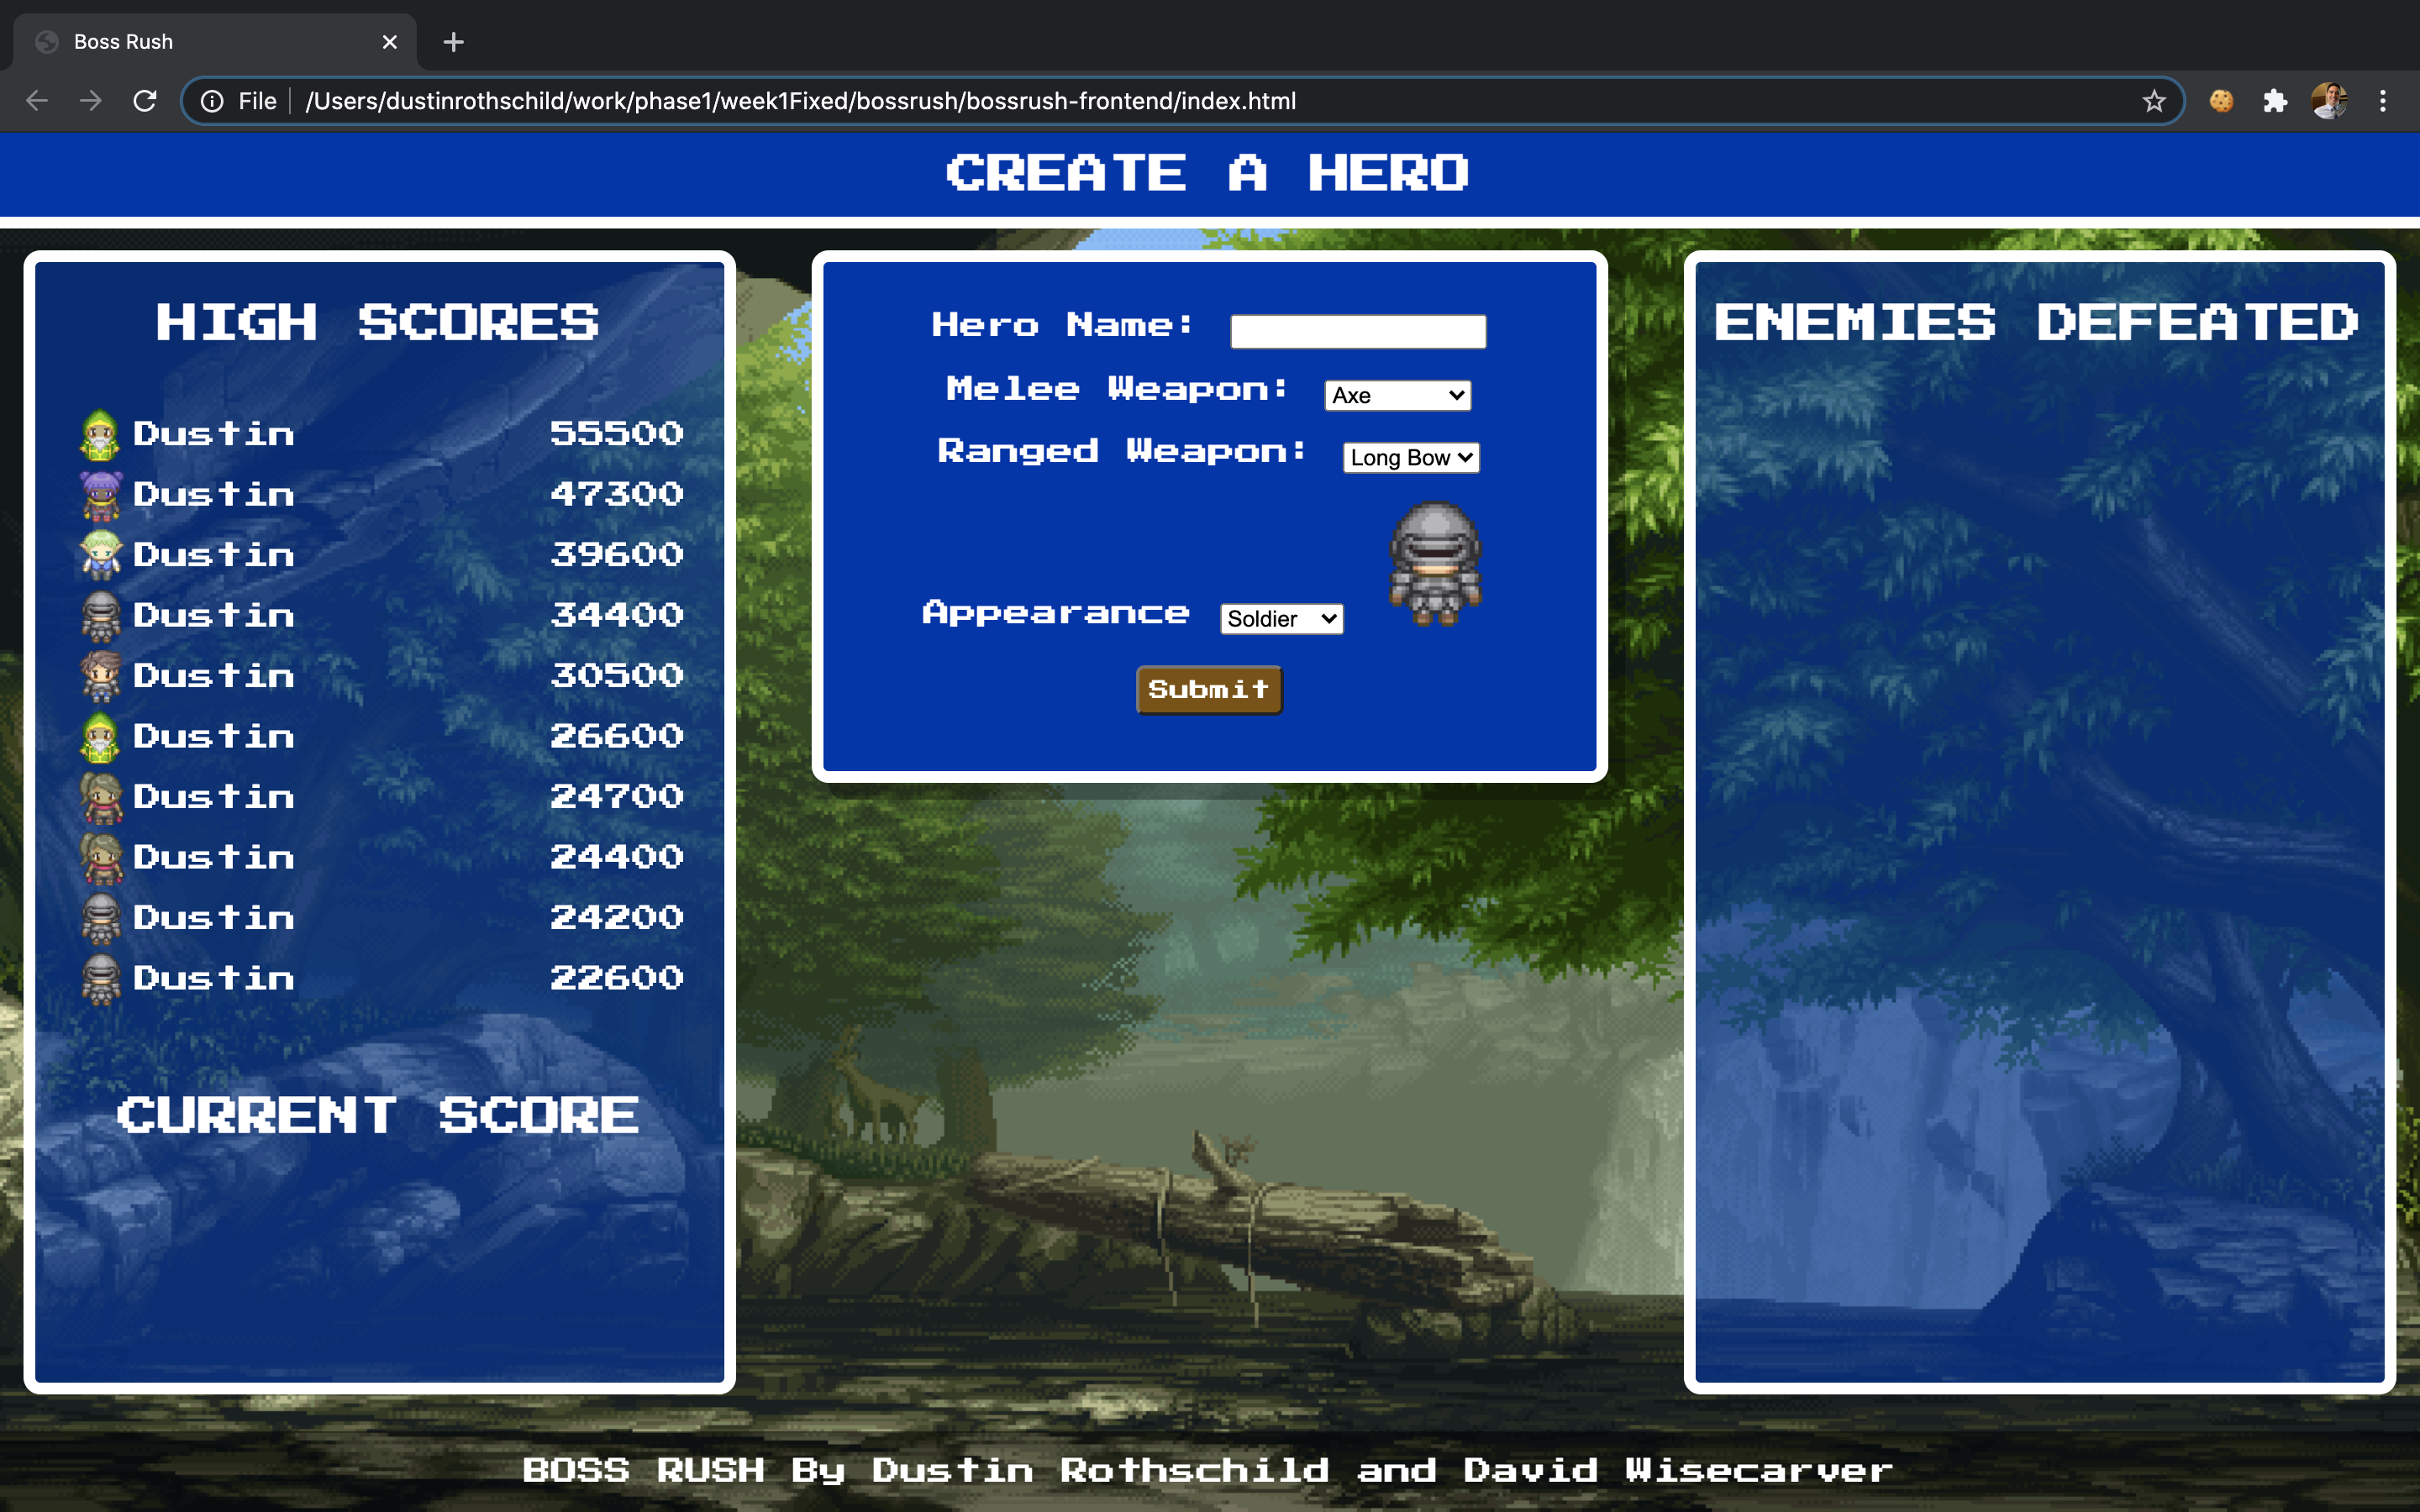 Boss Rush
File /Users/dustinrothschild/work/phase1/week1Fixed/bossrush/bossrush-frontend/index.html
CREATE A HERO
HIGH SCORES
Dustin 55500
Dustin 47300
Dustin 39600
Dustin 34400
Dustin 30500
Dustin 26600
Dustin 24700
Dustin 24400
Dustin 24200
Dustin 22600
CURRENT SCORE
Hero Name:
Melee Weapon: Axe
Ranged Weapon: Long Bow
Appearance Soldier
Submit
ENEMIES DEFEATED
BOSS RUSH By Dustin Rothschild and David Wisecarver